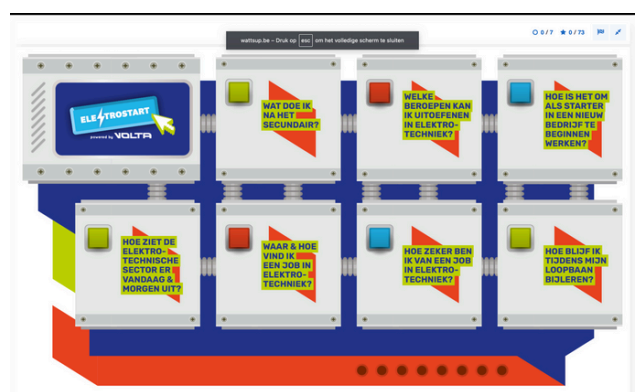 wattsup.be – Druk op esc om het volledige scherm te sluiten
0 / 7 0 / 73
ELEKTROSTART
powered by VOLTA
WAT DOE IK
NA HET
SECUNDAIR?
WELKE
BEROEPEN KAN
IK UITOEFENEN
IN ELEKTRO-
TECHNIEK?
HOE IS HET OM
ALS STARTER
IN EEN NIEUW
BEDRIJF TE
BEGINNEN
WERKEN?
HOE ZIET DE
ELEKTRO-
TECHNISCHE
SECTOR ER
VANDAAG &
MORGEN UIT?
WAAR & HOE
VIND IK
EEN JOB IN
ELEKTRO-
TECHNIEK?
HOE ZEKER BEN
IK VAN EEN JOB
IN ELEKTRO-
TECHNIEK?
HOE BLIJF IK
TIJDENS MIJN
LOOPBAAN
BIJLEREN?